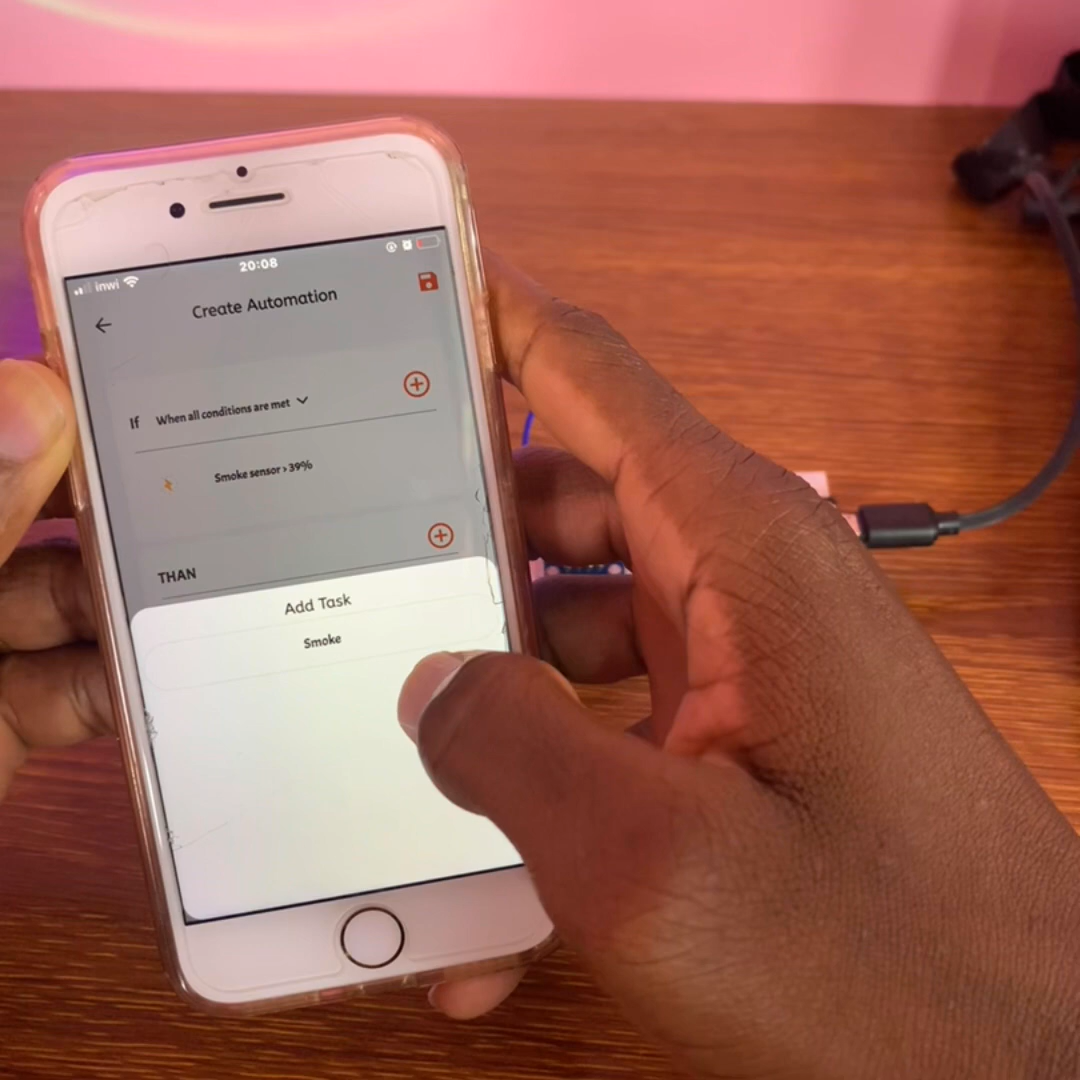 inwi 20:08
Create Automation
If When all conditions are met
Smoke sensor > 39%
THAN
Add Task
Smoke